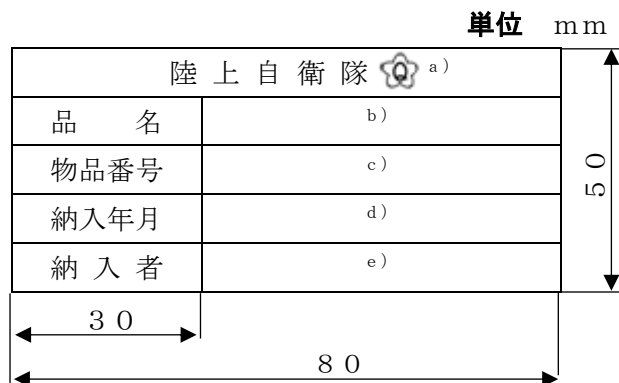 単位 ｍｍ
陸上自衛隊 Q a)
品名 b)
物品番号 c)
納入年月 d)
納入者 e)
５０
３０
８０